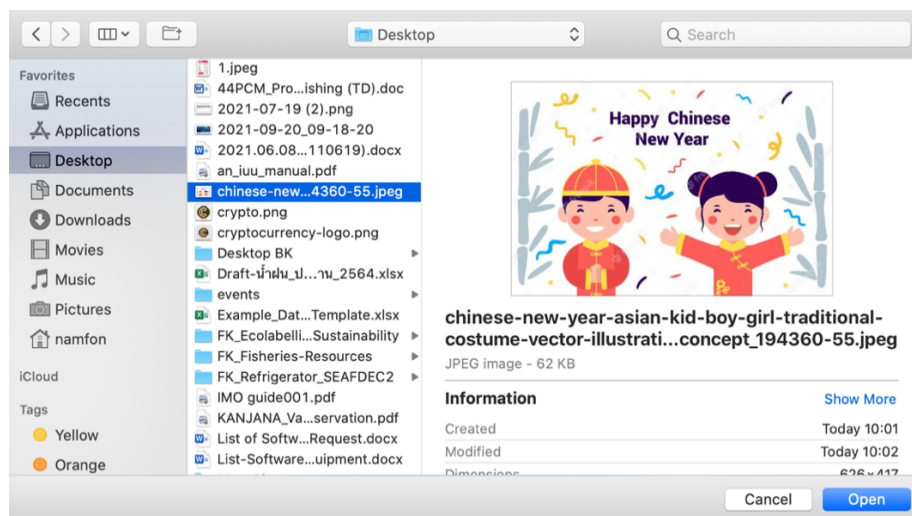 Desktop
Search
Favorites
Recents
Applications
Desktop
Documents
Downloads
Movies
Music
Pictures
namfon
iCloud
Tags
Yellow
Orange
1.jpeg
44PCM_Pro...ishing (TD).doc
2021-07-19 (2).png
2021-09-20_09-18-20
2021.06.08...110619).docx
an_iuu_manual.pdf
chinese-new...4360-55.jpeg
crypto.png
cryptocurrency-logo.png
Desktop BK
Draft-น้ำฝน_ป...าน_2564.xlsx
events
Example_Dat...Template.xlsx
FK_Ecolabelli...Sustainability
FK_Fisheries-Resources
FK_Refrigerator_SEAFDEC2
IMO guide001.pdf
KANJANA_Va...servation.pdf
List of Softw...Request.docx
List-Software...uipment.docx
Happy Chinese
New Year
chinese-new-year-asian-kid-boy-girl-traditional-
costume-vector-illustrati...concept_194360-55.jpeg
JPEG image - 62 KB
Information Show More
Created Today 10:01
Modified Today 10:02
Dimensions 626×417
Cancel Open